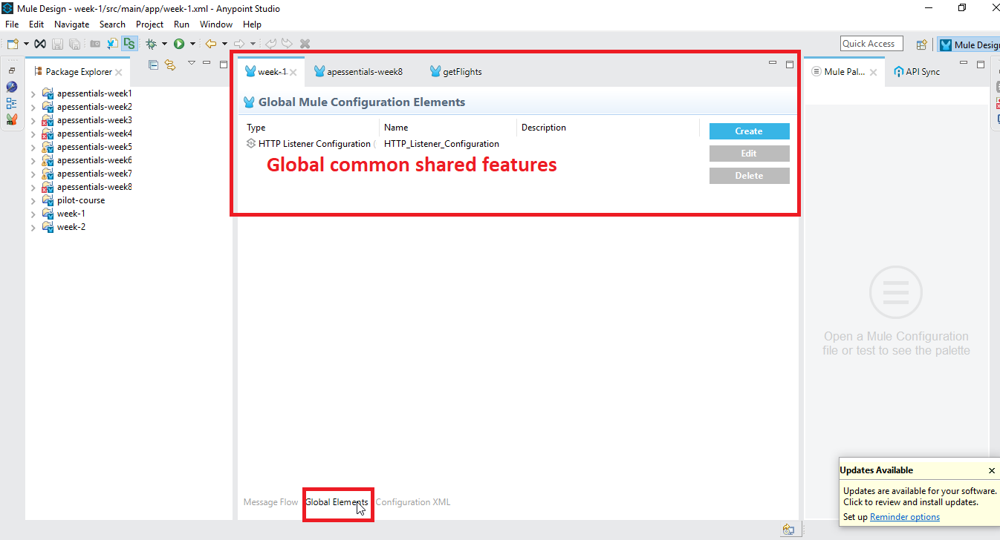 Mule Design - week-1/src/main/app/week-1.xml - Anypoint Studio
File Edit Navigate Search Project Run Window Help
Quick Access
Mule Design
Package Explorer
week-1
apessentials-week8
getFlights
Mule Pal...
API Sync
apessentials-week1
apessentials-week2
apessentials-week3
apessentials-week4
apessentials-week5
apessentials-week6
apessentials-week7
apessentials-week8
pilot-course
week-1
week-2
Global Mule Configuration Elements
Type Name Description
HTTP Listener Configuration ( HTTP_Listener_Configuration
Global common shared features
Create
Edit
Delete
Open a Mule Configuration
file or test to see the palette
Message Flow Global Elements Configuration XML
Updates Available
Updates are available for your software.
Click to review and install updates.
Set up Reminder options